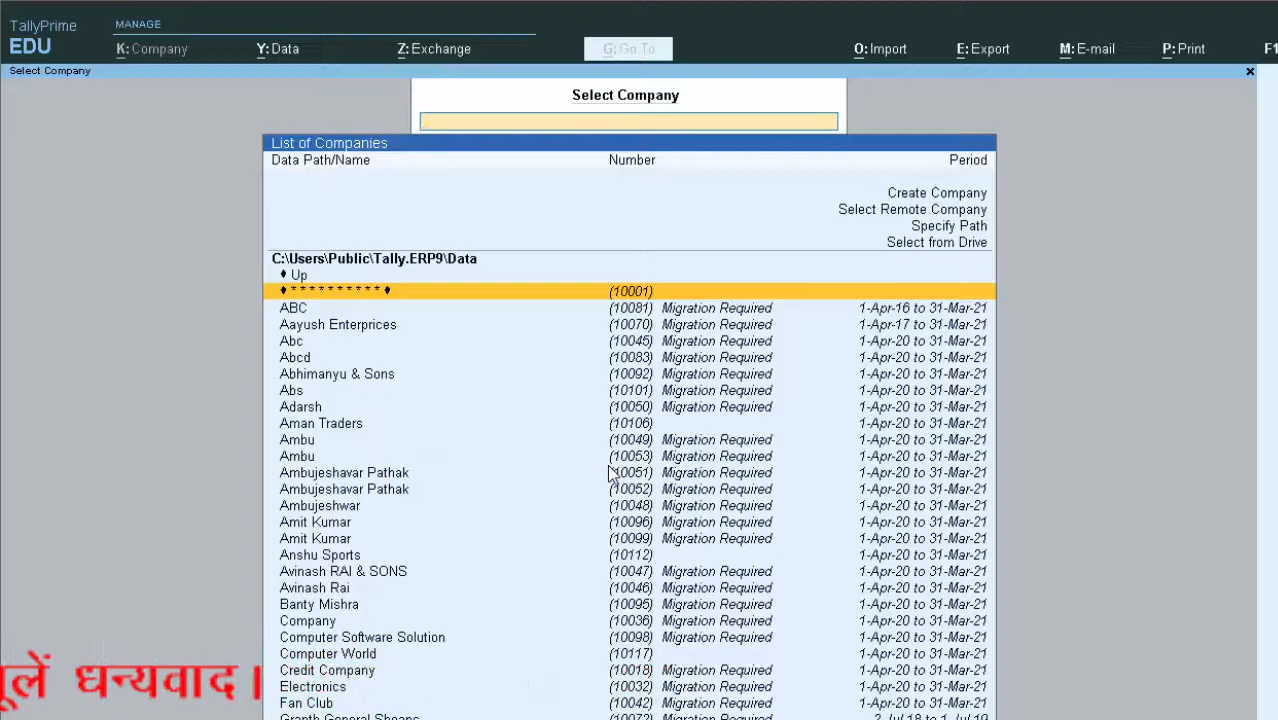 TallyPrime
EDU
MANAGE
K: Company Y: Data Z: Exchange G: Go To O: Import E: Export M: E-mail P: Print F1
Select Company
Select Company
List of Companies
Data Path/Name Number Period
Create Company
Select Remote Company
Specify Path
Select from Drive
C:\Users\Public\Tally.ERP9\Data
♦ Up
♦ * * * * * * * * * * ♦ (10001)
ABC (10081) Migration Required 1-Apr-16 to 31-Mar-21
Aayush Enterprices (10070) Migration Required 1-Apr-17 to 31-Mar-21
Abc (10045) Migration Required 1-Apr-20 to 31-Mar-21
Abcd (10083) Migration Required 1-Apr-20 to 31-Mar-21
Abhimanyu & Sons (10092) Migration Required 1-Apr-20 to 31-Mar-21
Abs (10101) Migration Required 1-Apr-20 to 31-Mar-21
Adarsh (10050) Migration Required 1-Apr-20 to 31-Mar-21
Aman Traders (10106) 1-Apr-20 to 31-Mar-21
Ambu (10049) Migration Required 1-Apr-20 to 31-Mar-21
Ambu (10053) Migration Required 1-Apr-20 to 31-Mar-21
Ambujeshavar Pathak (10051) Migration Required 1-Apr-20 to 31-Mar-21
Ambujeshavar Pathak (10052) Migration Required 1-Apr-20 to 31-Mar-21
Ambujeshwar (10048) Migration Required 1-Apr-20 to 31-Mar-21
Amit Kumar (10096) Migration Required 1-Apr-20 to 31-Mar-21
Amit Kumar (10099) Migration Required 1-Apr-20 to 31-Mar-21
Anshu Sports (10112) 1-Apr-20 to 31-Mar-21
Avinash RAI & SONS (10047) Migration Required 1-Apr-20 to 31-Mar-21
Avinash Rai (10046) Migration Required 1-Apr-20 to 31-Mar-21
Banty Mishra (10095) Migration Required 1-Apr-20 to 31-Mar-21
Company (10036) Migration Required 1-Apr-20 to 31-Mar-21
Computer Software Solution (10098) Migration Required 1-Apr-20 to 31-Mar-21
Computer World (10117) 1-Apr-20 to 31-Mar-21
Credit Company (10018) Migration Required 1-Apr-20 to 31-Mar-21
Electronics (10032) Migration Required 1-Apr-20 to 31-Mar-21
Fan Club (10042) Migration Required 1-Apr-20 to 31-Mar-21
Granth General Shoaps (10072) Migration Required 2-Jul-18 to 1-Jul-19
धन्यवाद।